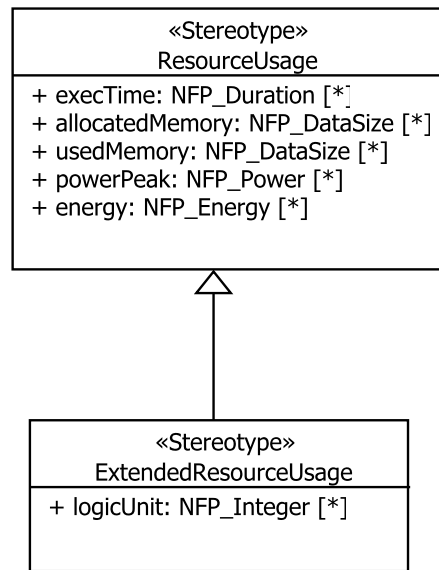 «Stereotype»
ResourceUsage
+ execTime: NFP_Duration [*]
+ allocatedMemory: NFP_DataSize [*]
+ usedMemory: NFP_DataSize [*]
+ powerPeak: NFP_Power [*]
+ energy: NFP_Energy [*]
«Stereotype»
ExtendedResourceUsage
+ logicUnit: NFP_Integer [*]